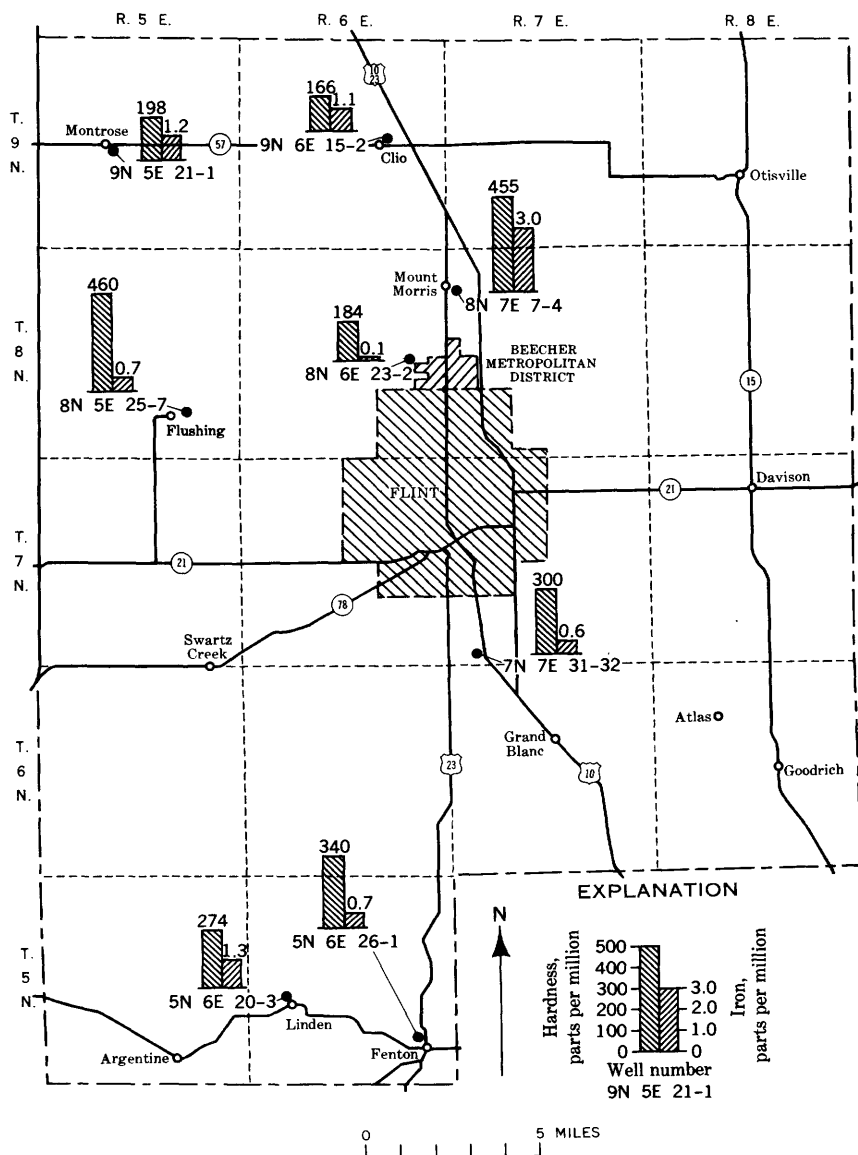 R. 5 E.
R. 6 E.
R. 7 E.
R. 8 E.
T.
9
N.
10
23
198
1.2
Montrose
57
9N 5E 21-1
166
1.1
9N 6E 15-2
Clio
Otisville
455
3.0
Mount
Morris
8N 7E 7-4
T.
8
N.
460
0.7
8N 5E 25-7
Flushing
184
0.1
8N 6E 23-2
BEECHER
METROPOLITAN
DISTRICT
15
FLINT
21
Davison
T.
7
N.
21
78
300
0.6
7N 7E 31-32
Swartz
Creek
T.
6
N.
Atlas
Grand
Blanc
23
10
Goodrich
340
0.7
5N 6E 26-1
T.
5
N.
274
1.3
5N 6E 20-3
Linden
Argentine
Fenton
N
EXPLANATION
Hardness,
parts per million
500
400
300
200
100
0
3.0
2.0
1.0
0
Iron,
parts per million
Well number
9N 5E 21-1
0 5 MILES